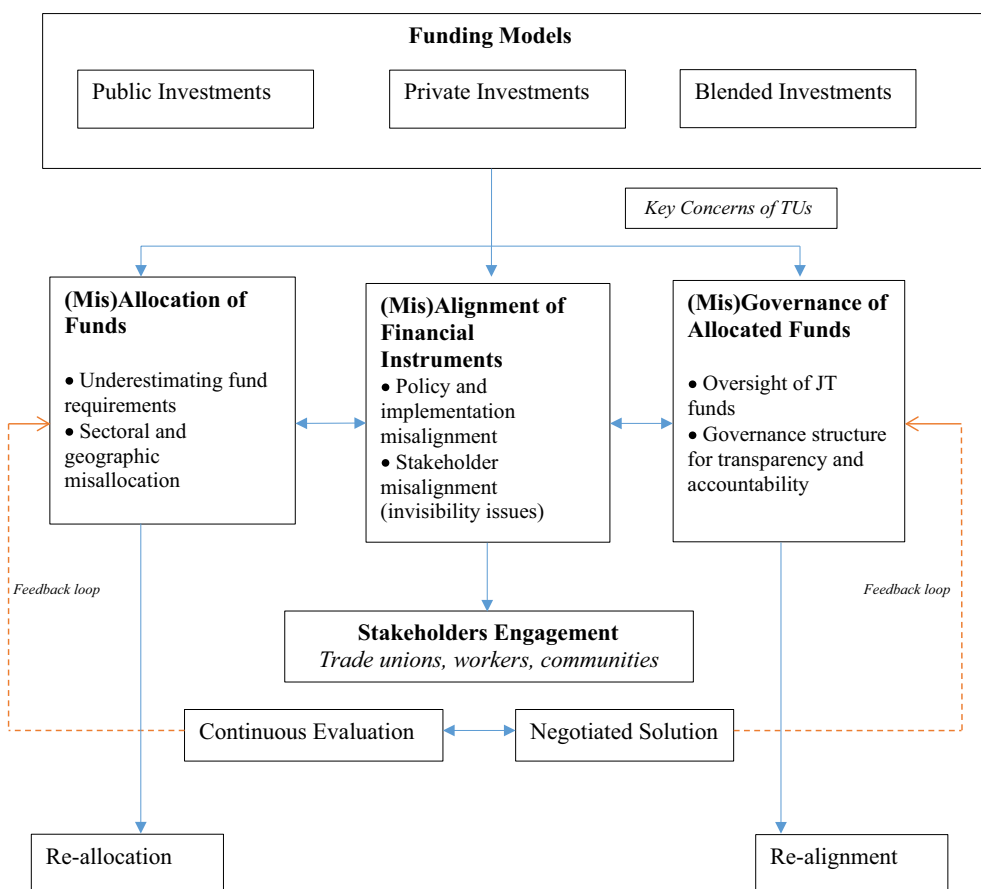 Funding Models
Public Investments
Private Investments
Blended Investments
Key Concerns of TUs
(Mis)Allocation of
Funds
• Underestimating fund
requirements
• Sectoral and
geographic
misallocation
(Mis)Alignment of
Financial
Instruments
• Policy and
implementation
misalignment
• Stakeholder
misalignment
(invisibility issues)
(Mis)Governance of
Allocated Funds
• Oversight of JT
funds
• Governance structure
for transparency and
accountability
Feedback loop
Feedback loop
Stakeholders Engagement
Trade unions, workers, communities
Continuous Evaluation
Negotiated Solution
Re-allocation
Re-alignment